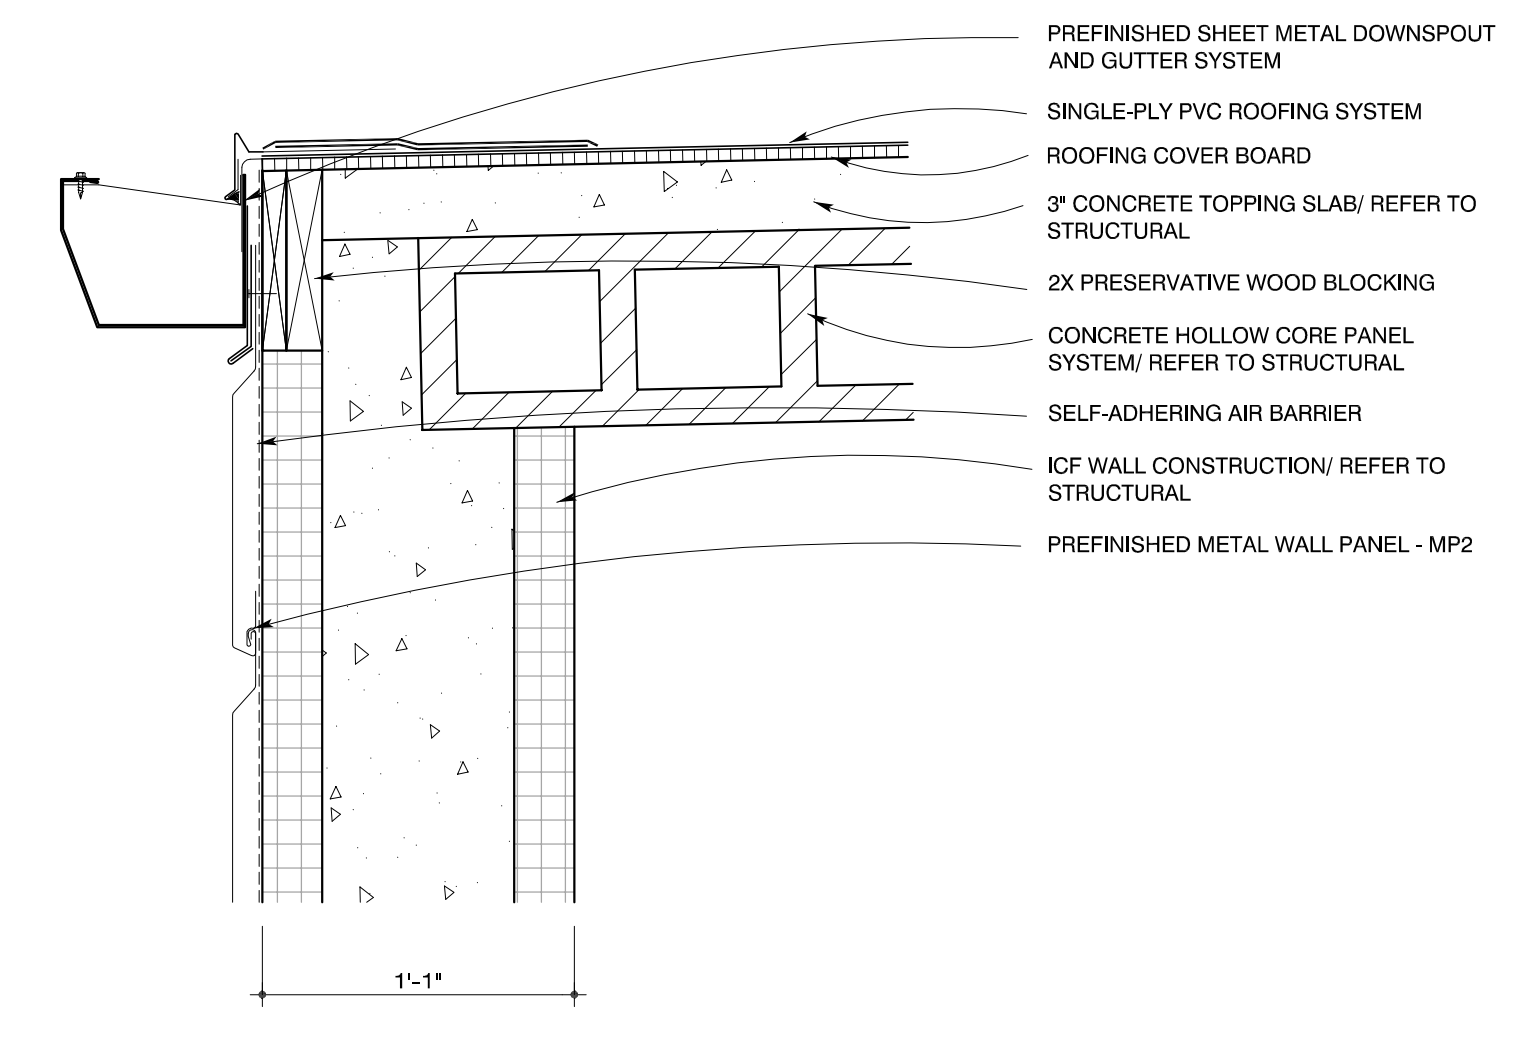 PREFINISHED SHEET METAL DOWNSPOUT
AND GUTTER SYSTEM
SINGLE-PLY PVC ROOFING SYSTEM
ROOFING COVER BOARD
3" CONCRETE TOPPING SLAB/ REFER TO
STRUCTURAL
2X PRESERVATIVE WOOD BLOCKING
CONCRETE HOLLOW CORE PANEL
SYSTEM/ REFER TO STRUCTURAL
SELF-ADHERING AIR BARRIER
ICF WALL CONSTRUCTION/ REFER TO
STRUCTURAL
PREFINISHED METAL WALL PANEL - MP2
1'-1"